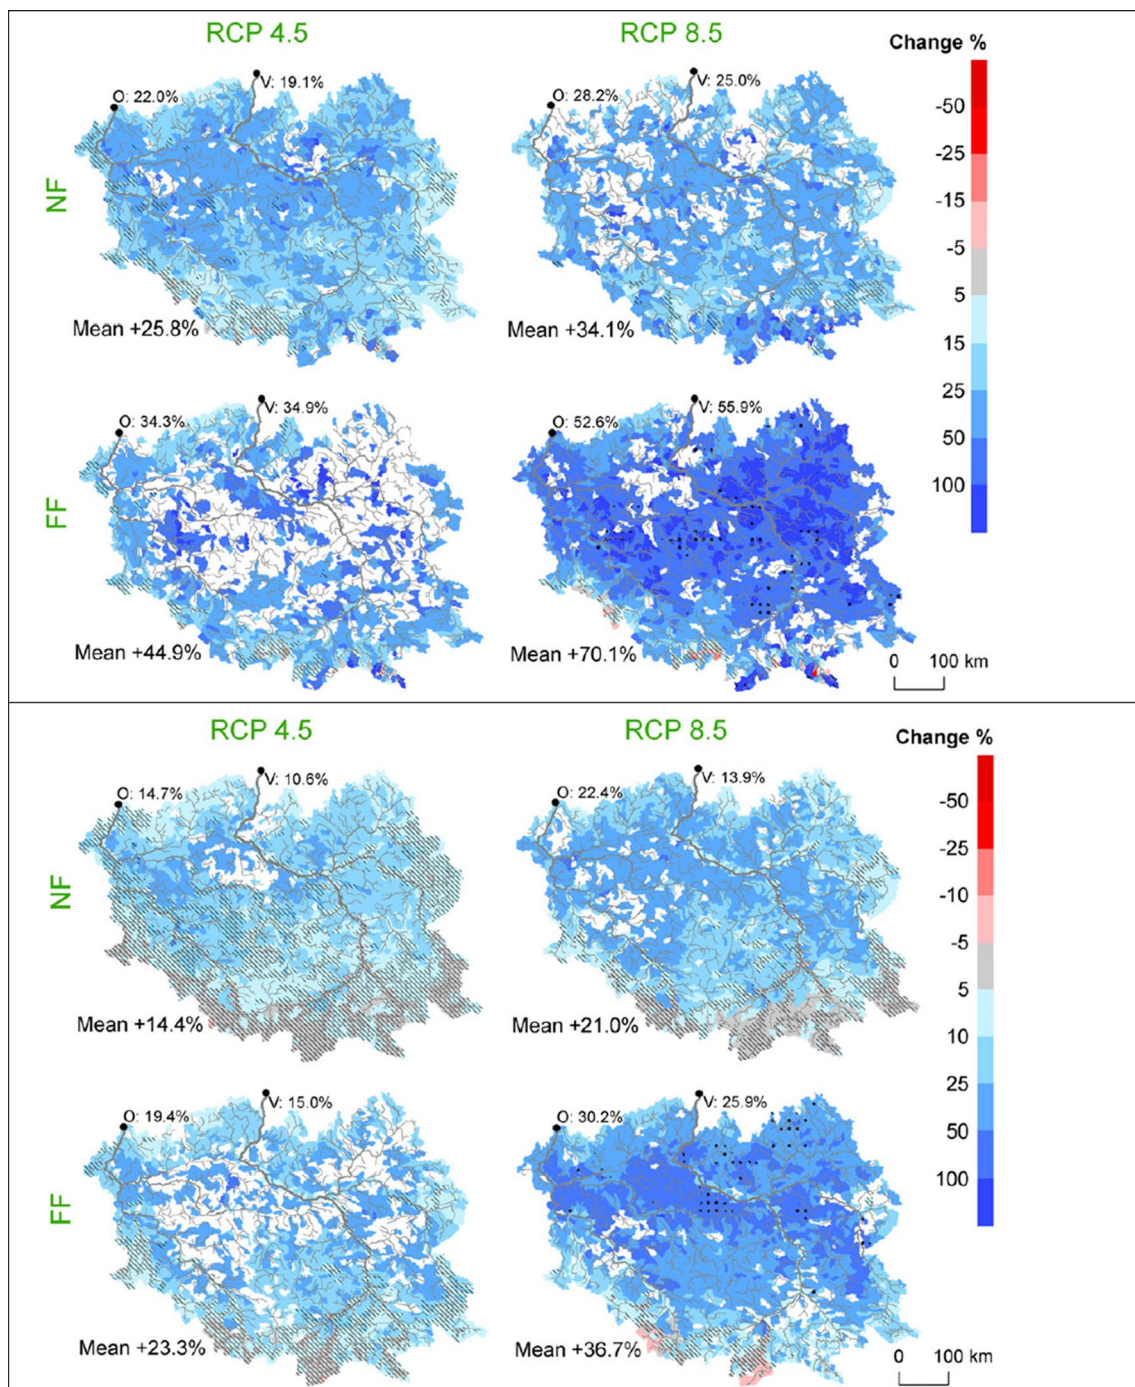 RCP 4.5
RCP 8.5
Change %
V: 19.1%
V: 25.0%
O: 22.0%
O: 28.2%
-50
-25
NF
-15
-5
5
Mean +25.8%
Mean +34.1%
15
25
V: 34.9%
V: 55.9%
O: 34.3%
O: 52.6%
50
100
FF
Mean +44.9%
Mean +70.1%
0 100 km
RCP 4.5
RCP 8.5
Change %
V: 10.6%
V: 13.9%
O: 14.7%
O: 22.4%
-50
-25
NF
-10
-5
5
Mean +14.4%
Mean +21.0%
10
25
V: 15.0%
V: 25.9%
O: 19.4%
O: 30.2%
50
100
FF
Mean +23.3%
Mean +36.7%
0 100 km